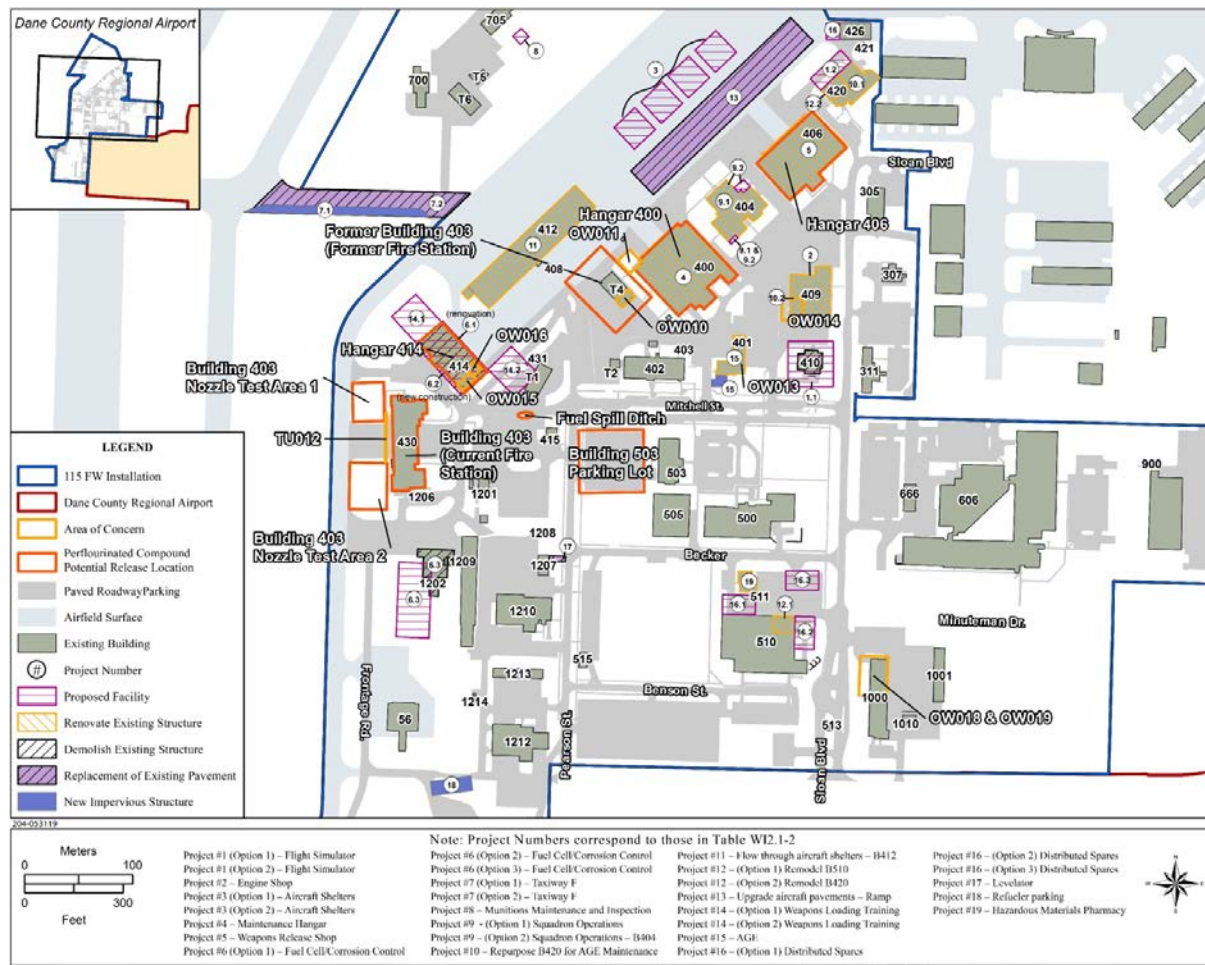 Dane County Regional Airport
705
8
700
T5
T6
3
13
16
426
421
1.2
10.1
420
12.2
406
5
Sloan Blvd
305
7.1
7.2
9.2
9.1
404
Hangar 406
Hangar 400
OW011
412
11
Former Building 403
(Former Fire Station)
408
400
4
9.1 &
9.2
2
307
T4
409
10.2
OW014
OW010
14.1
(renovation)
6.1
OW016
Hangar 414
414
14.2
431
T1
403
401
T2
402
15
OW013
410
311
Building 403
Nozzle Test Area 1
6.2
(new construction)
OW015
15
1.1
Mitchell St.
Fuel Spill Ditch
TU012
430
Building 403
(Current Fire
Station)
415
Building 503
Parking Lot
503
900
1206
1201
505
500
666
606
Building 403
Nozzle Test Area 2
1208
17
Becker
6.3
1209
1202
1207
6.3
19
16.3
511
16.1
12.1
1210
510
16.2
Minuteman Dr.
515
1213
Benson St.
1001
1000
1214
OW018 & OW019
513
1010
56
1212
Frontage Rd.
Pearson St.
Sloan Blvd
18
LEGEND
115 FW Installation
Dane County Regional Airport
Area of Concern
Perflourinated Compound
Potential Release Location
Paved RoadwayParking
Airfield Surface
Existing Building
# Project Number
Proposed Facility
Renovate Existing Structure
Demolish Existing Structure
Replacement of Existing Pavement
New Impervious Structure
204-053119
Meters
0 100
0 300
Feet
Note: Project Numbers correspond to those in Table WI2.1-2
Project #1 (Option 1) – Flight Simulator
Project #1 (Option 2) – Flight Simulator
Project #2 – Engine Shop
Project #3 (Option 1) – Aircraft Shelters
Project #3 (Option 2) – Aircraft Shelters
Project #4 – Maintenance Hangar
Project #5 – Weapons Release Shop
Project #6 (Option 1) – Fuel Cell/Corrosion Control
Project #6 (Option 2) – Fuel Cell/Corrosion Control
Project #6 (Option 3) – Fuel Cell/Corrosion Control
Project #7 (Option 1) – Taxiway F
Project #7 (Option 2) – Taxiway F
Project #8 – Munitions Maintenance and Inspection
Project #9 - (Option 1) Squadron Operations
Project #9 – (Option 2) Squadron Operations – B404
Project #10 – Repurpose B420 for AGE Maintenance
Project #11 – Flow through aircraft shelters – B412
Project #12 – (Option 1) Remodel B510
Project #12 – (Option 2) Remodel B420
Project #13 – Upgrade aircraft pavements – Ramp
Project #14 – (Option 1) Weapons Loading Training
Project #14 – (Option 2) Weapons Loading Training
Project #15 – AGE
Project #16 – (Option 1) Distributed Spares
Project #16 – (Option 2) Distributed Spares
Project #16 – (Option 3) Distributed Spares
Project #17 – Levelator
Project #18 – Refueler parking
Project #19 – Hazardous Materials Pharmacy